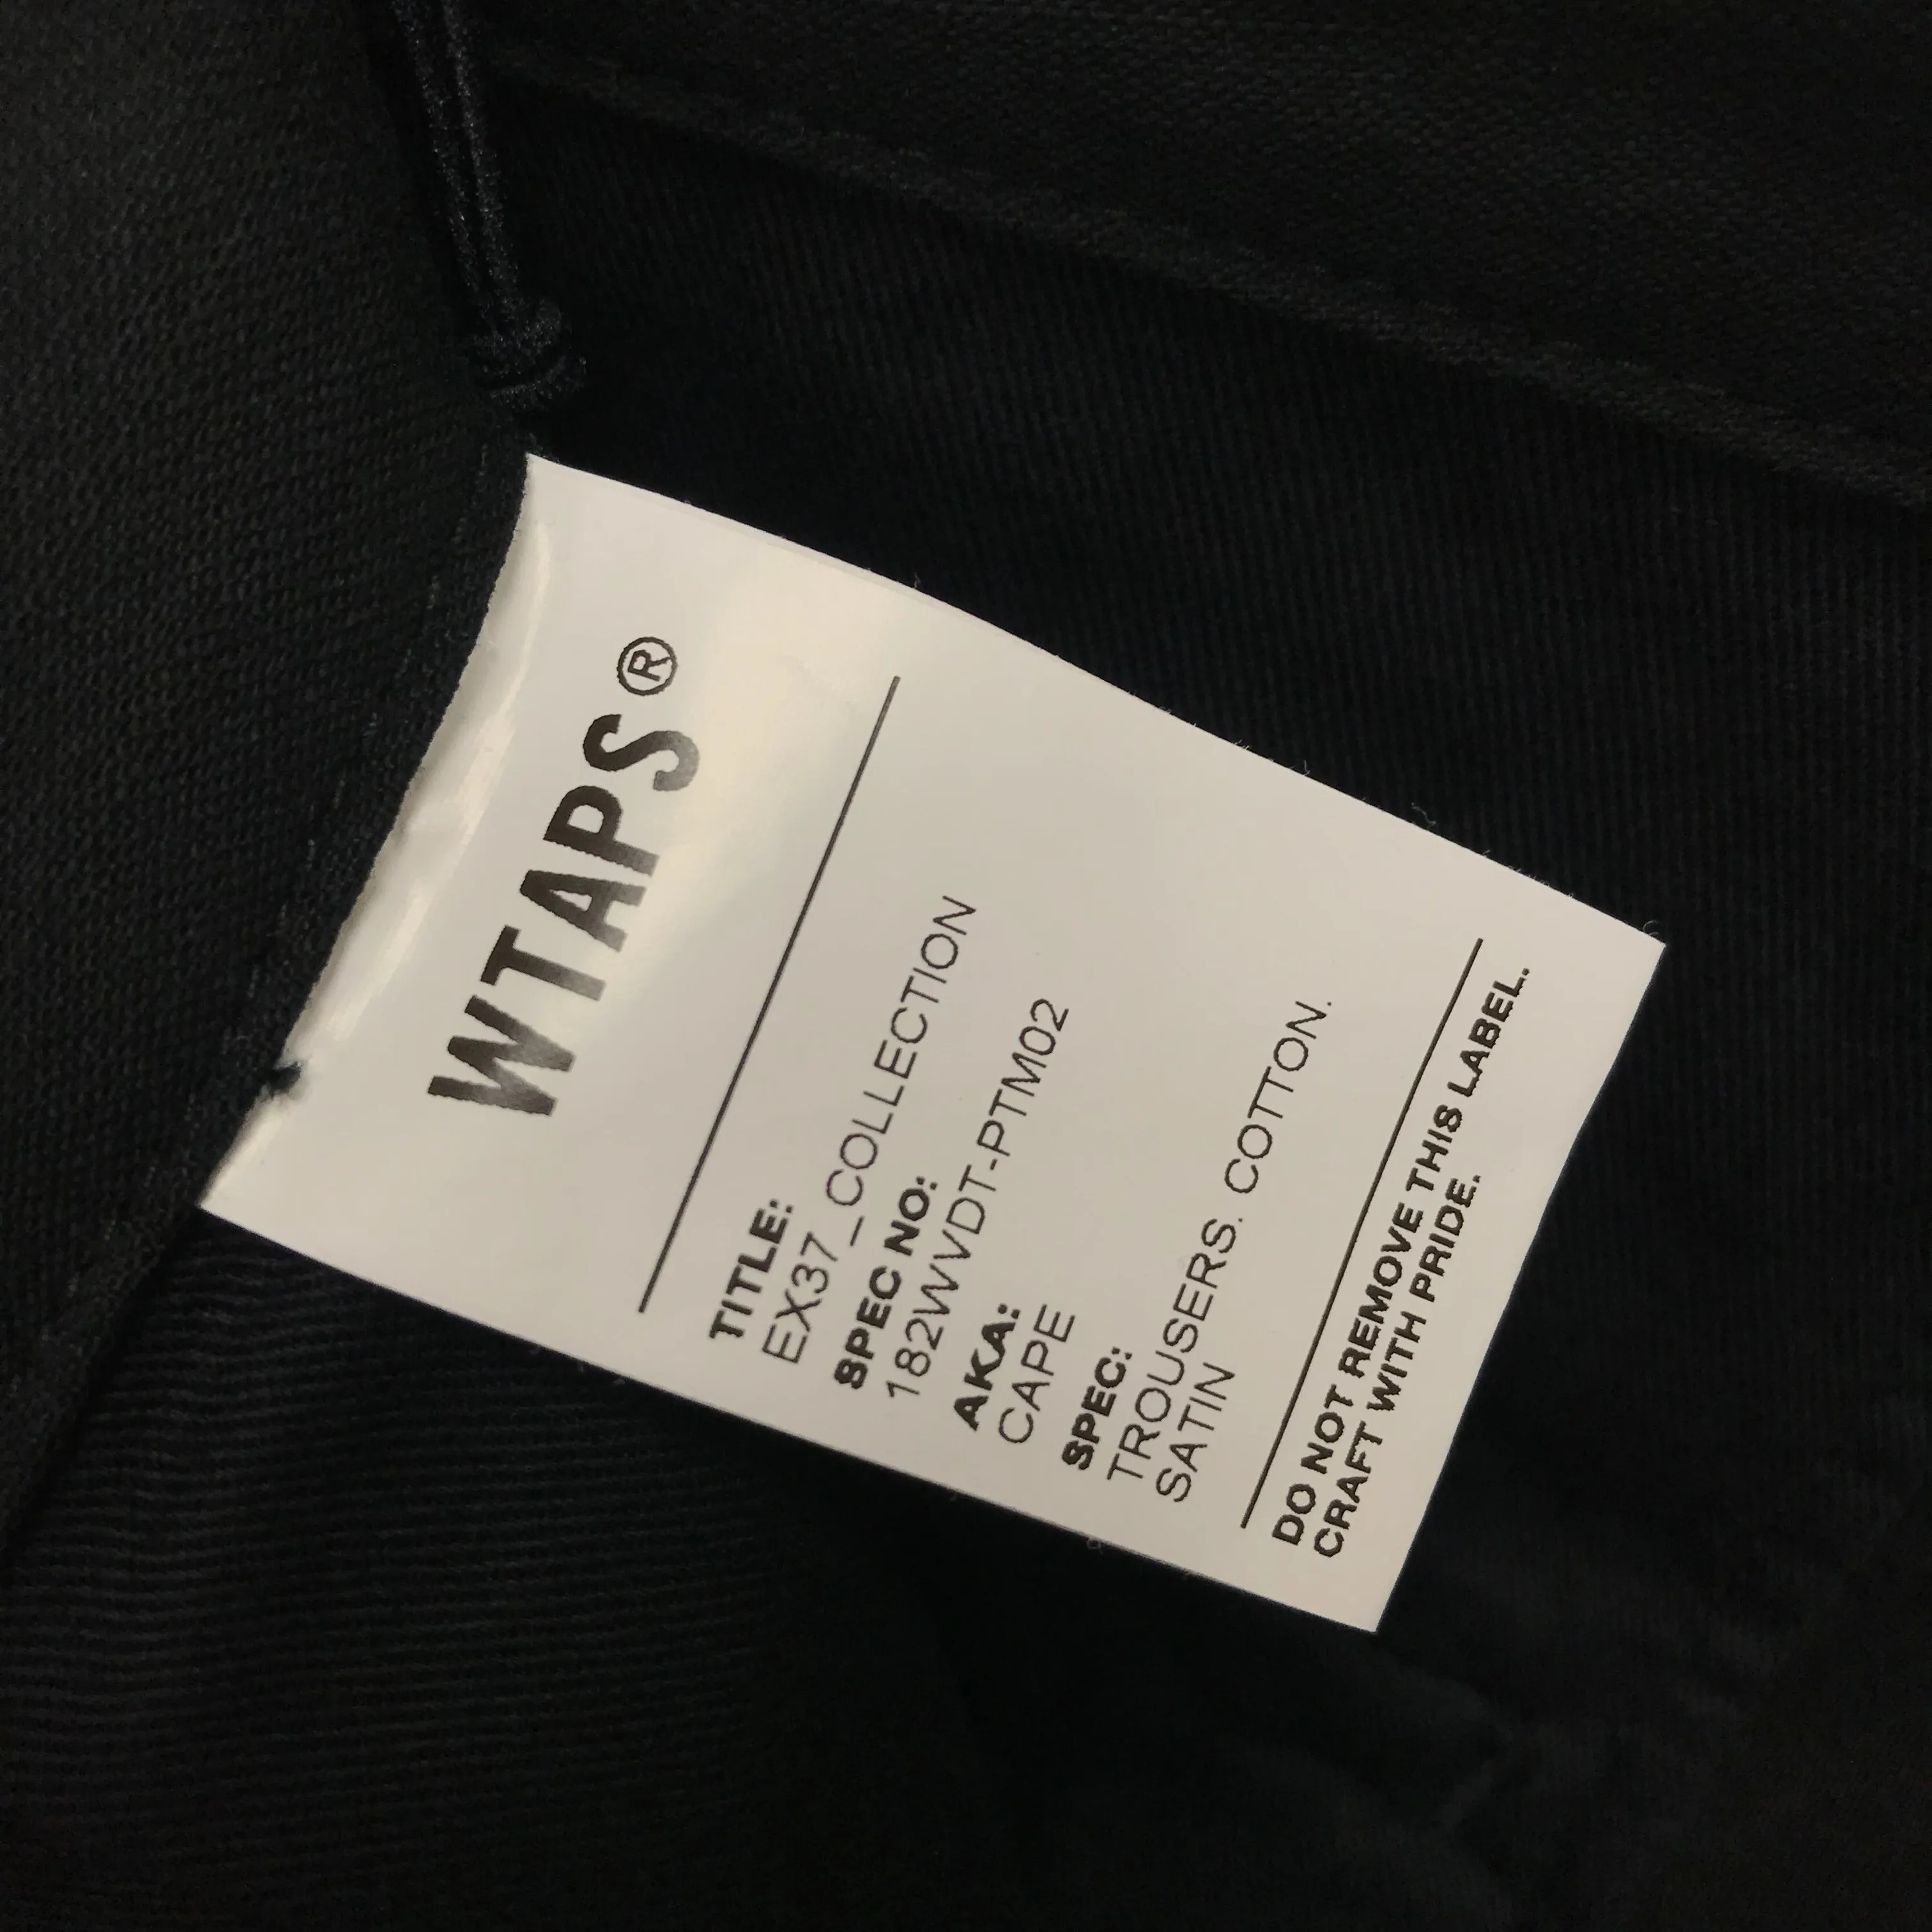 WTAPS®
TITLE:
EX37_COLLECTION
SPEC NO:
182WVDT-PTM02
AKA:
CAPE
SPEC:
TROUSERS. COTTON.
SATIN
DO NOT REMOVE THIS LABEL.
CRAFT WITH PRIDE.